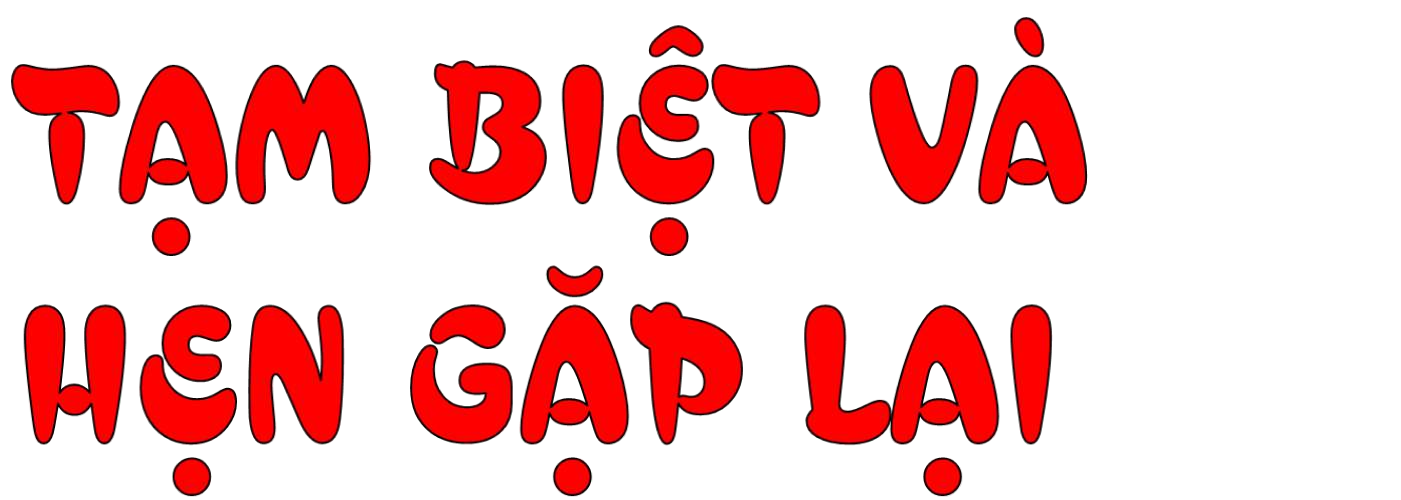 TẠM BIỆT VÀ
HẸN GẶP LẠI